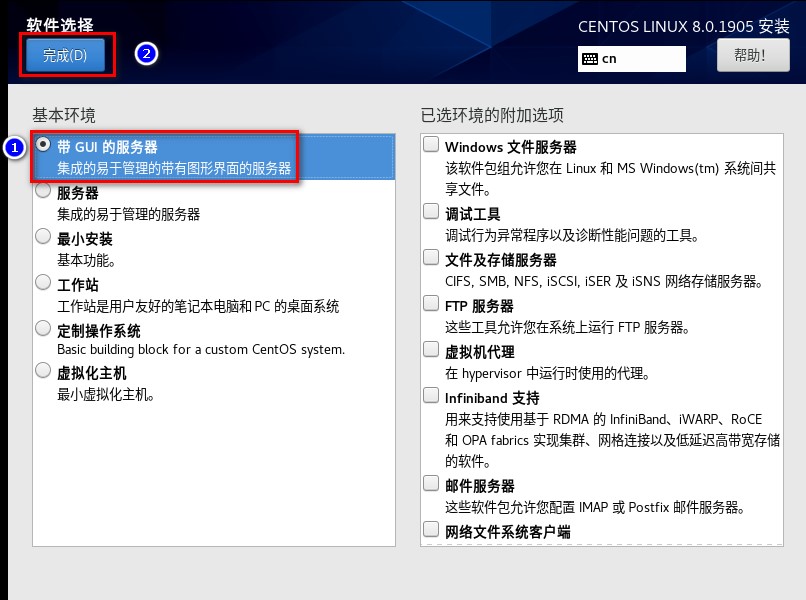 软件选择
CENTOS LINUX 8.0.1905 安装
完成(D)
2
cn
帮助!
基本环境
已选环境的附加选项
1
带 GUI 的服务器
集成的易于管理的带有图形界面的服务器
服务器
集成的易于管理的服务器
最小安装
基本功能。
工作站
工作站是用户友好的笔记本电脑和 PC 的桌面系统
定制操作系统
Basic building block for a custom CentOS system.
虚拟化主机
最小虚拟化主机。
Windows 文件服务器
该软件包组允许您在 Linux 和 MS Windows(tm) 系统间共
享文件。
调试工具
调试行为异常程序以及诊断性能问题的工具。
文件及存储服务器
CIFS, SMB, NFS, iSCSI, iSER 及 iSNS 网络存储服务器。
FTP 服务器
这些工具允许您在系统上运行 FTP 服务器。
虚拟机代理
在 hypervisor 中运行时使用的代理。
Infiniband 支持
用来支持使用基于 RDMA 的 InfiniBand、iWARP、RoCE
和 OPA fabrics 实现集群、网格连接以及低延迟高带宽存储
的软件。
邮件服务器
这些软件包允许您配置 IMAP 或 Postfix 邮件服务器。
网络文件系统客户端